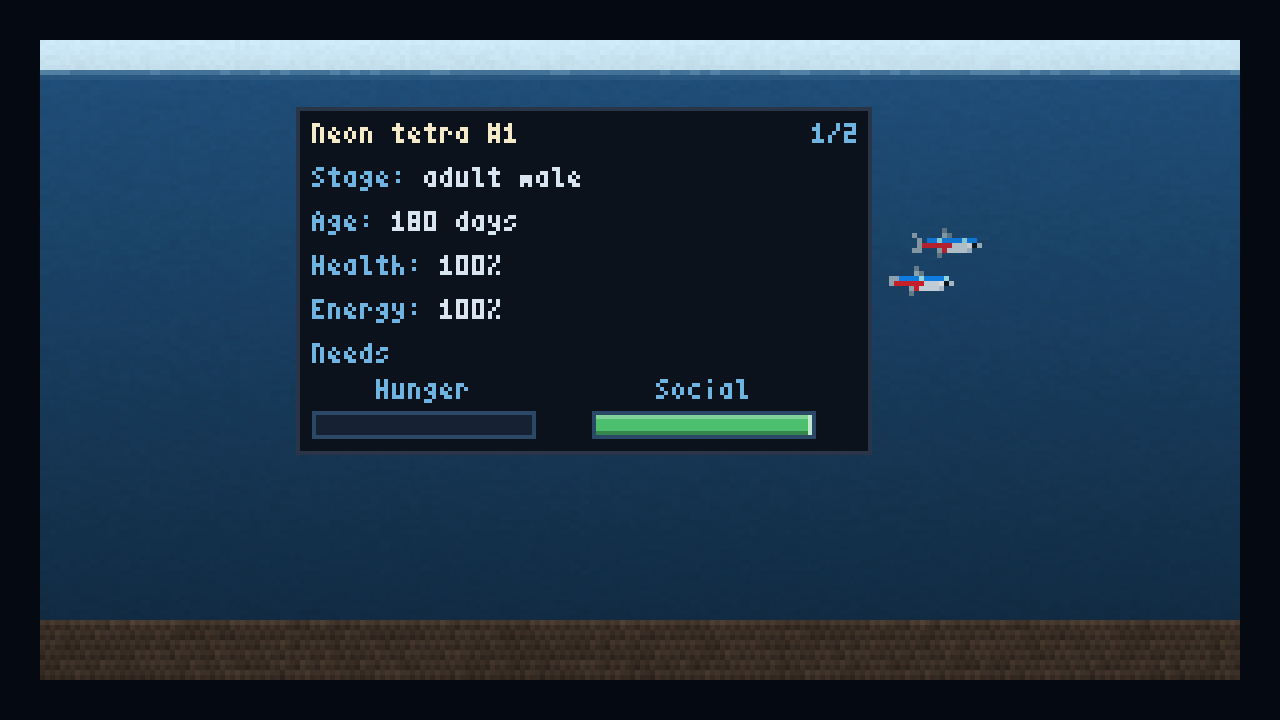 Neon tetra #1 1/2
Stage: adult male
Age: 180 days
Health: 100%
Energy: 100%
Needs
Hunger Social